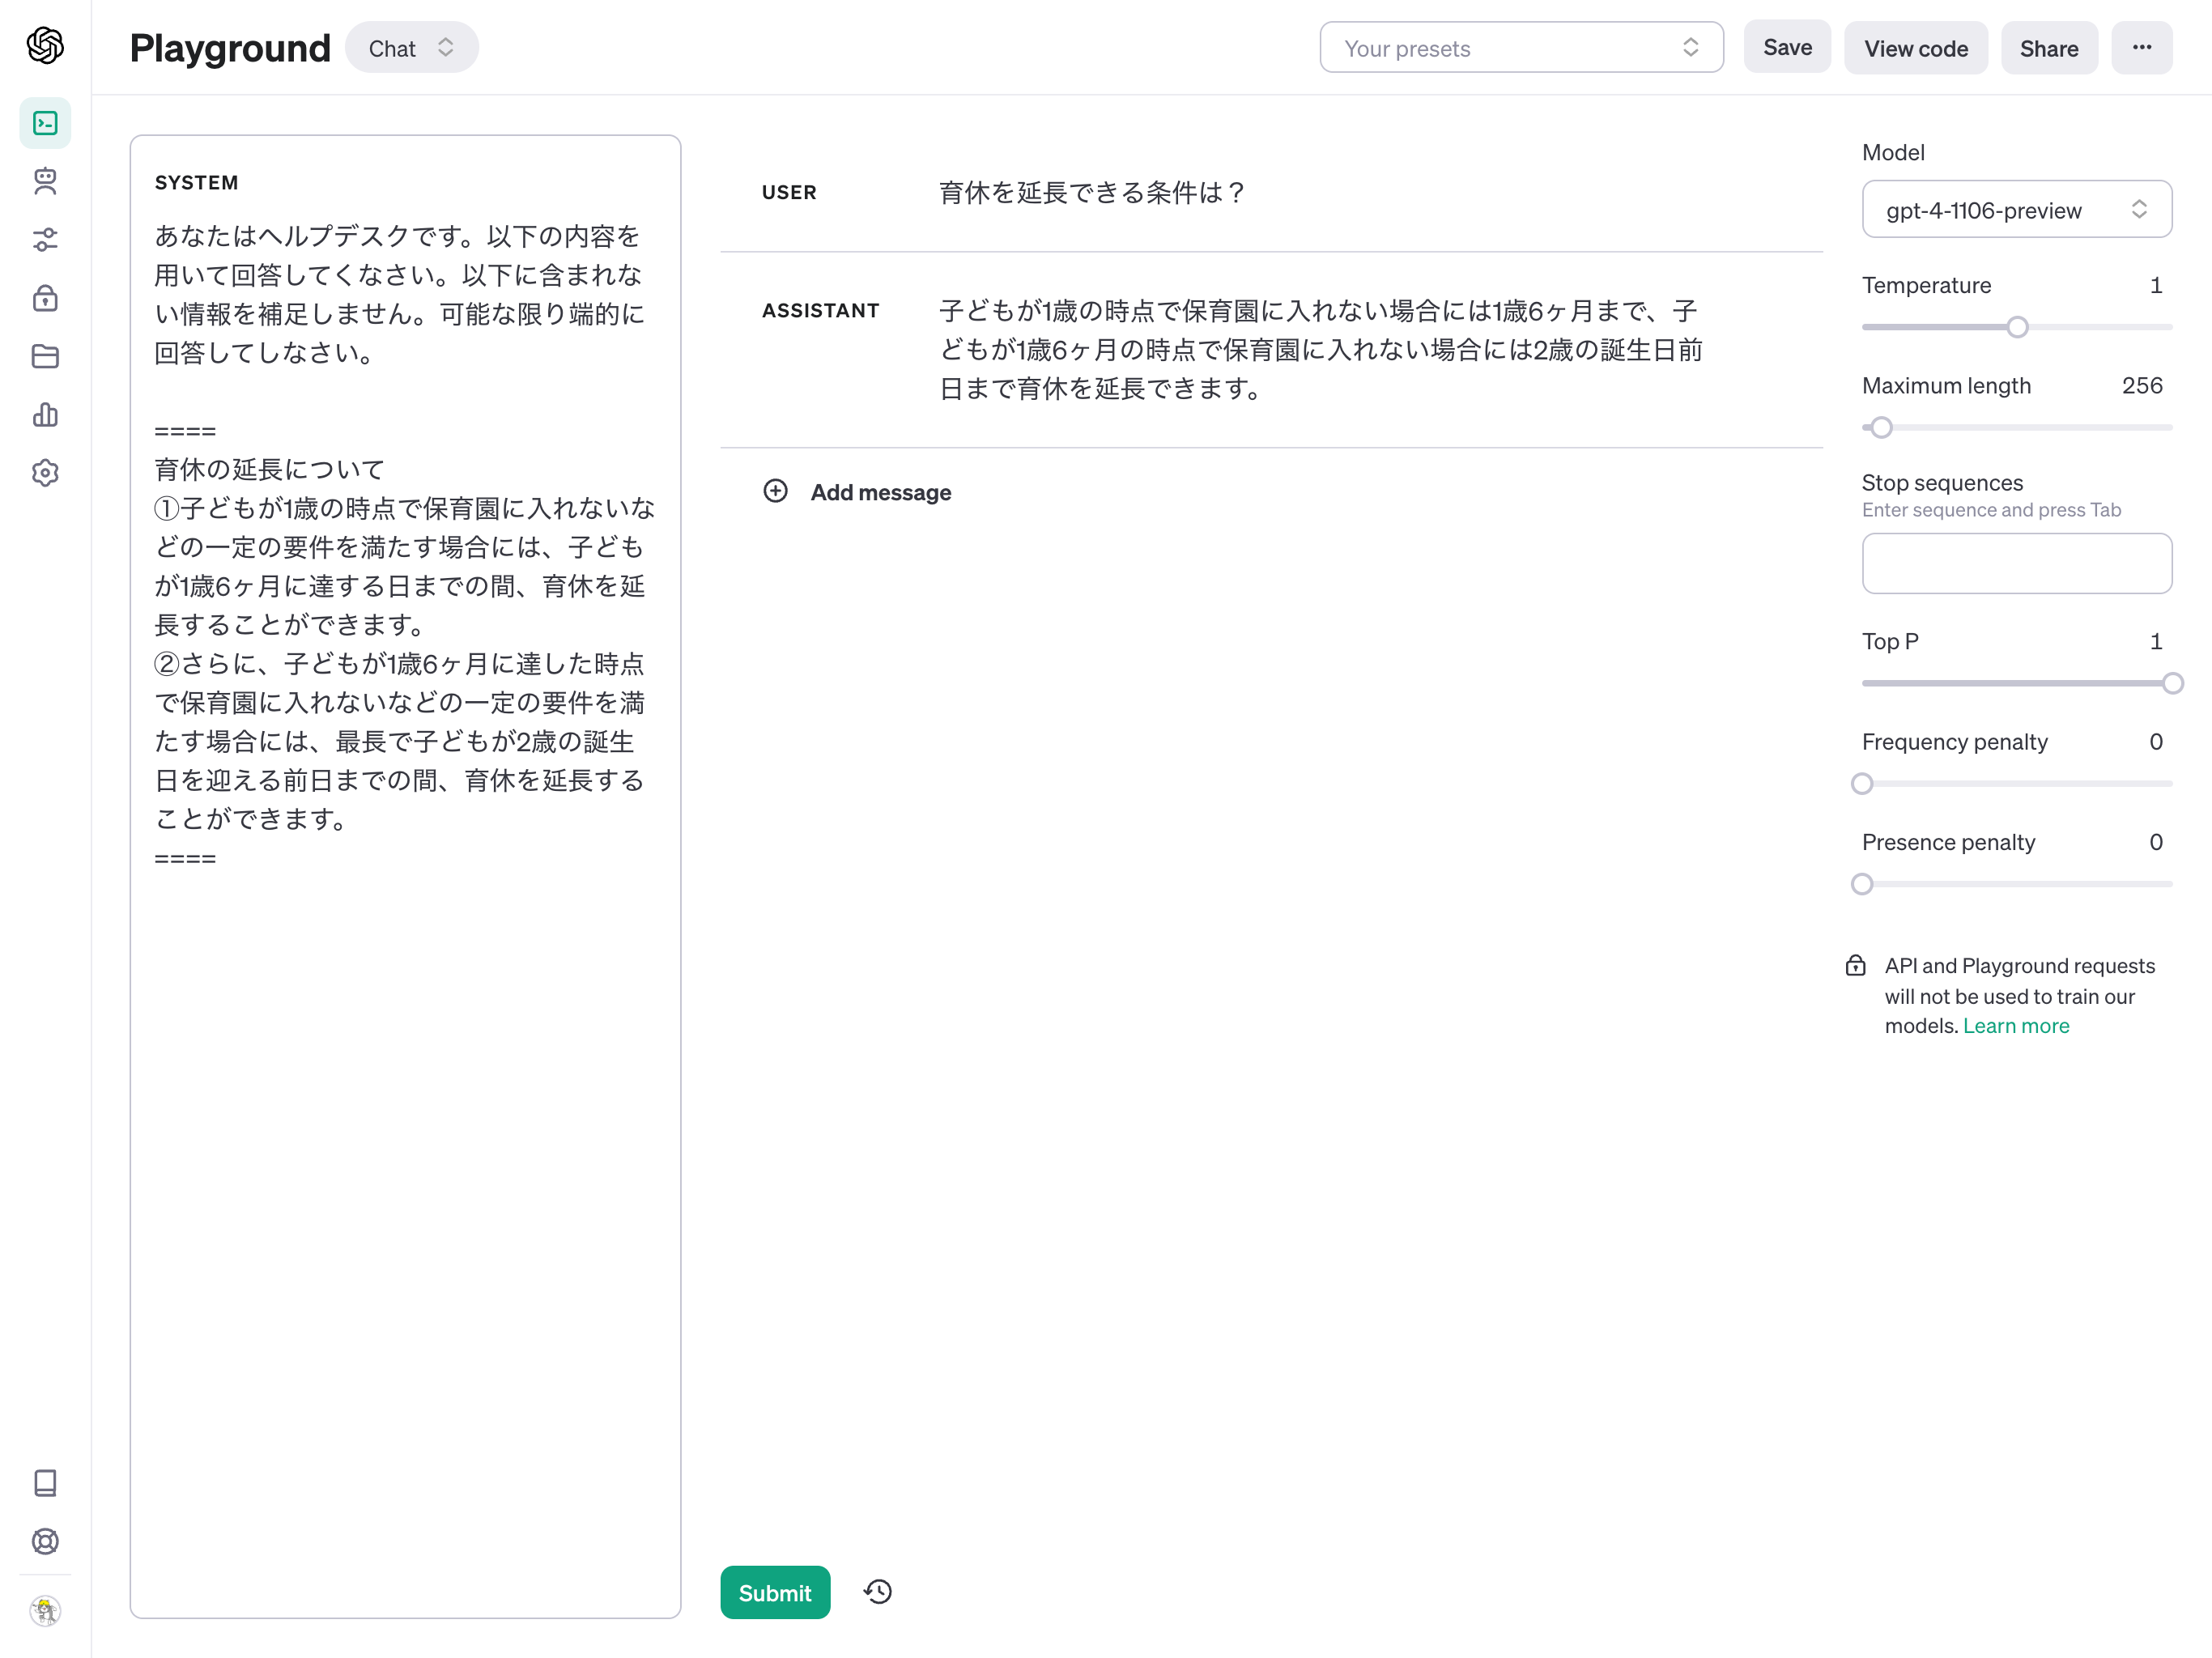 Playground
Chat
Your presets
Save
View code
Share
SYSTEM
あなたはヘルプデスクです。以下の内容を
用いて回答してくなさい。以下に含まれな
い情報を補足しません。可能な限り端的に
回答してしなさい。
====
育休の延長について
①子どもが1歳の時点で保育園に入れないな
どの一定の要件を満たす場合には、子ども
が1歳6ヶ月に達する日までの間、育休を延
長することができます。
②さらに、子どもが1歳6ヶ月に達した時点
で保育園に入れないなどの一定の要件を満
たす場合には、最長で子どもが2歳の誕生
日を迎える前日までの間、育休を延長する
ことができます。
====
USER
育休を延長できる条件は？
ASSISTANT
子どもが1歳の時点で保育園に入れない場合には1歳6ヶ月まで、子
どもが1歳6ヶ月の時点で保育園に入れない場合には2歳の誕生日前
日まで育休を延長できます。
Add message
Submit
Model
gpt-4-1106-preview
Temperature 1
Maximum length 256
Stop sequences
Enter sequence and press Tab
Top P 1
Frequency penalty 0
Presence penalty 0
API and Playground requests
will not be used to train our
models. Learn more